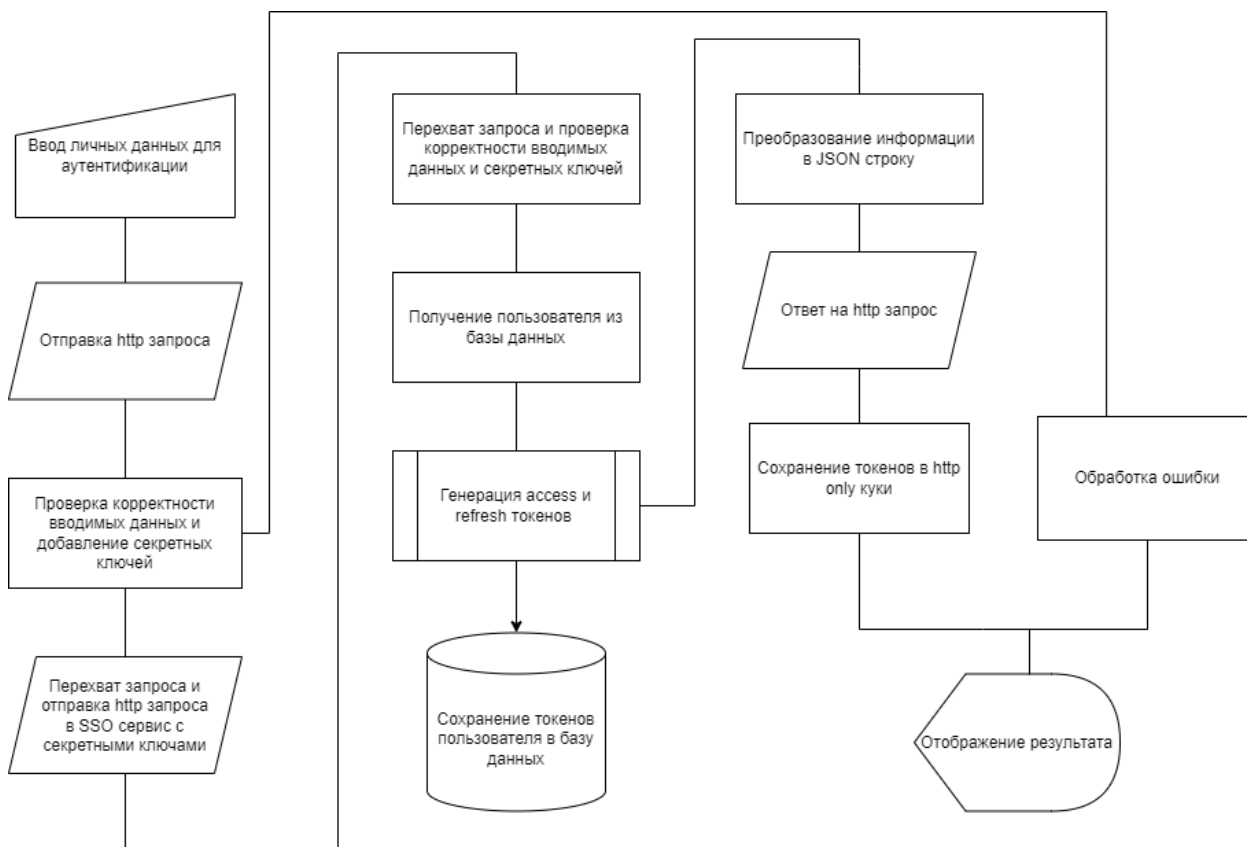 Ввод личных данных для
аутентификации
Отправка http запроса
Проверка корректности
вводимых данных и
добавление секретных
ключей
Перехват запроса и
отправка http запроса
в SSO сервис с
секретными ключами
Перехват запроса и проверка
корректности вводимых
данных и секретных ключей
Получение пользователя из
базы данных
Генерация access и
refresh токенов
Сохранение токенов
пользователя в базу
данных
Преобразование информации
в JSON строку
Ответ на http запрос
Сохранение токенов в http
only куки
Обработка ошибки
Отображение результата